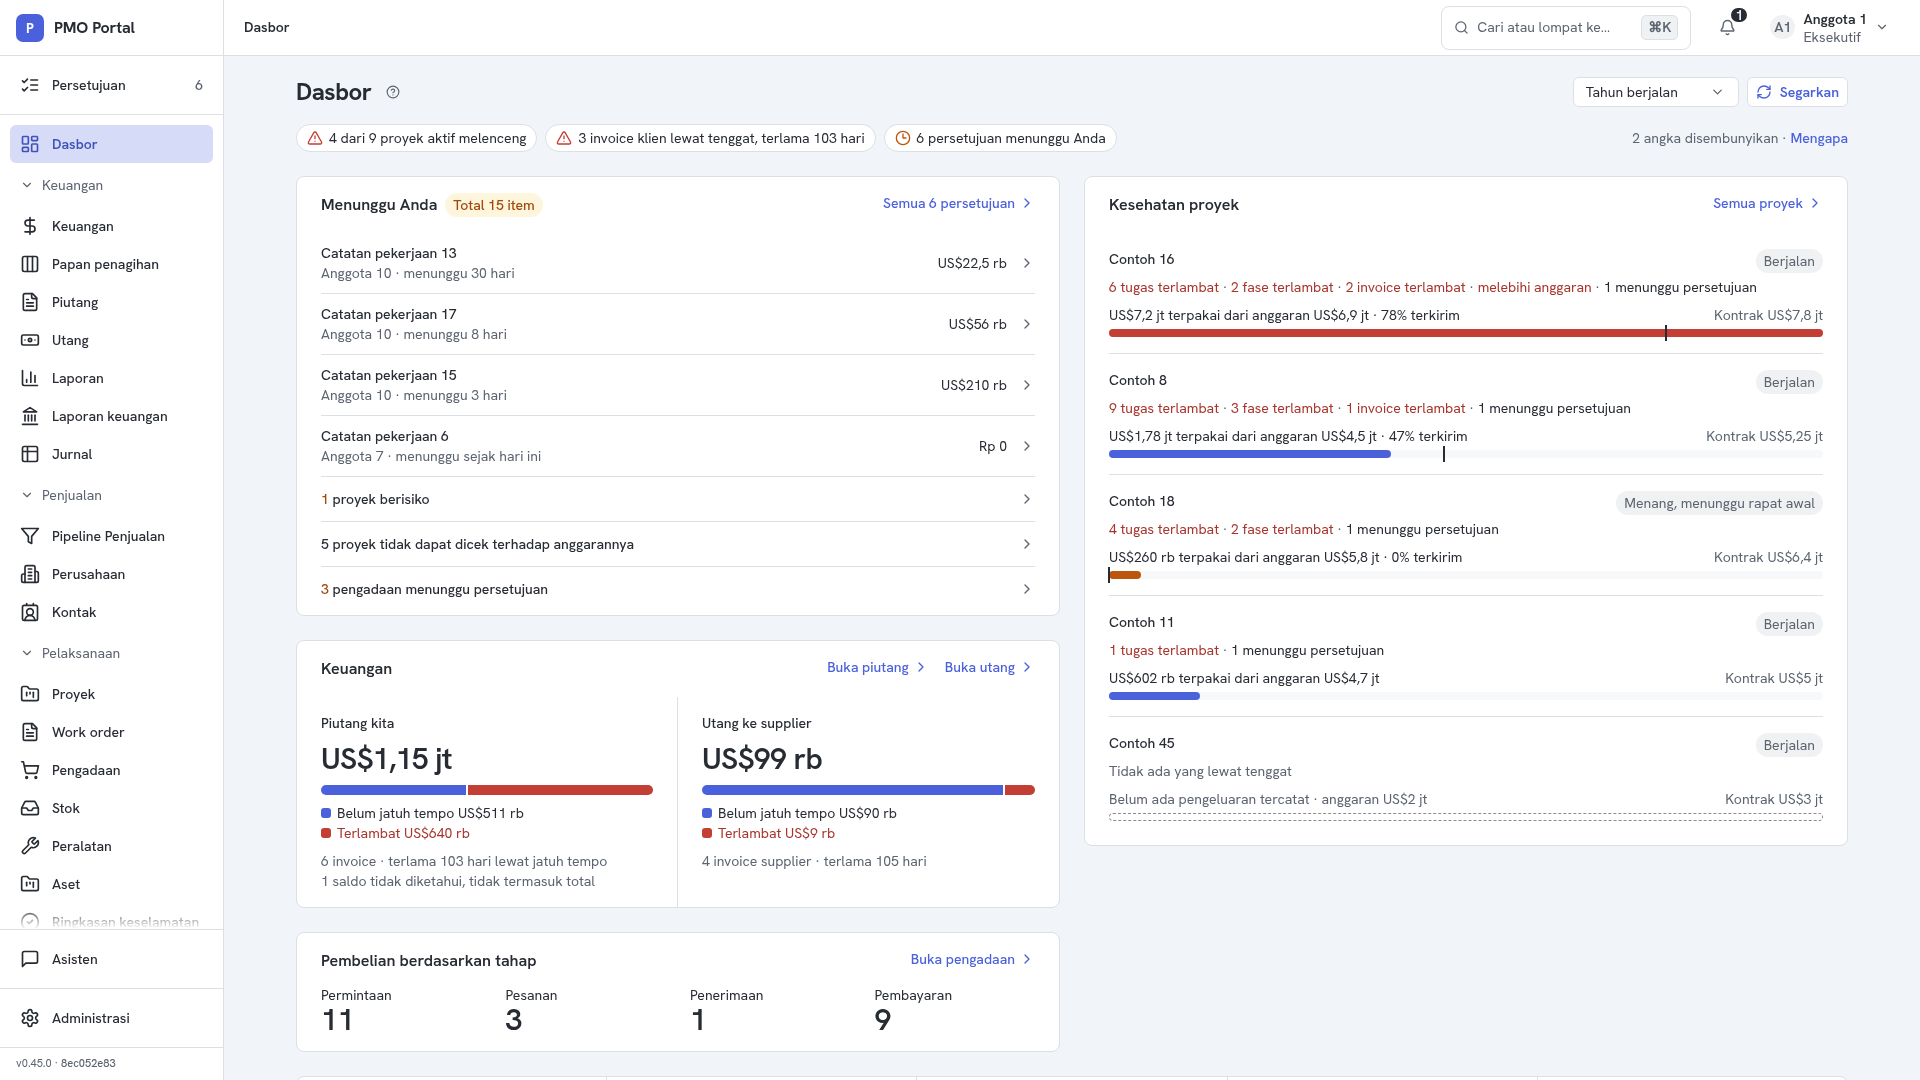 P PMO Portal
Dasbor
Cari atau lompat ke... ⌘K
1
A1 Anggota 1
Eksekutif
Persetujuan 6
Dasbor
Keuangan
Keuangan
Papan penagihan
Piutang
Utang
Laporan
Laporan keuangan
Jurnal
Penjualan
Pipeline Penjualan
Perusahaan
Kontak
Pelaksanaan
Proyek
Work order
Pengadaan
Stok
Peralatan
Aset
Ringkasan keselamatan
Asisten
Administrasi
v0.45.0 · 8ec052e83
Dasbor
Tahun berjalan
Segarkan
4 dari 9 proyek aktif melenceng
3 invoice klien lewat tenggat, terlama 103 hari
6 persetujuan menunggu Anda
2 angka disembunyikan · Mengapa
Menunggu Anda Total 15 item
Semua 6 persetujuan
Catatan pekerjaan 13
Anggota 10 · menunggu 30 hari
US$22,5 rb
Catatan pekerjaan 17
Anggota 10 · menunggu 8 hari
US$56 rb
Catatan pekerjaan 15
Anggota 10 · menunggu 3 hari
US$210 rb
Catatan pekerjaan 6
Anggota 7 · menunggu sejak hari ini
Rp 0
1 proyek berisiko
5 proyek tidak dapat dicek terhadap anggarannya
3 pengadaan menunggu persetujuan
Keuangan
Buka piutang
Buka utang
Piutang kita
US$1,15 jt
Belum jatuh tempo US$511 rb
Terlambat US$640 rb
6 invoice · terlama 103 hari lewat jatuh tempo
1 saldo tidak diketahui, tidak termasuk total
Utang ke supplier
US$99 rb
Belum jatuh tempo US$90 rb
Terlambat US$9 rb
4 invoice supplier · terlama 105 hari
Pembelian berdasarkan tahap
Buka pengadaan
Permintaan
11
Pesanan
3
Penerimaan
1
Pembayaran
9
Kesehatan proyek
Semua proyek
Contoh 16
Berjalan
6 tugas terlambat · 2 fase terlambat · 2 invoice terlambat · melebihi anggaran · 1 menunggu persetujuan
US$7,2 jt terpakai dari anggaran US$6,9 jt · 78% terkirim
Kontrak US$7,8 jt
Contoh 8
Berjalan
9 tugas terlambat · 3 fase terlambat · 1 invoice terlambat · 1 menunggu persetujuan
US$1,78 jt terpakai dari anggaran US$4,5 jt · 47% terkirim
Kontrak US$5,25 jt
Contoh 18
Menang, menunggu rapat awal
4 tugas terlambat · 2 fase terlambat · 1 menunggu persetujuan
US$260 rb terpakai dari anggaran US$5,8 jt · 0% terkirim
Kontrak US$6,4 jt
Contoh 11
Berjalan
1 tugas terlambat · 1 menunggu persetujuan
US$602 rb terpakai dari anggaran US$4,7 jt
Kontrak US$5 jt
Contoh 45
Berjalan
Tidak ada yang lewat tenggat
Belum ada pengeluaran tercatat · anggaran US$2 jt
Kontrak US$3 jt